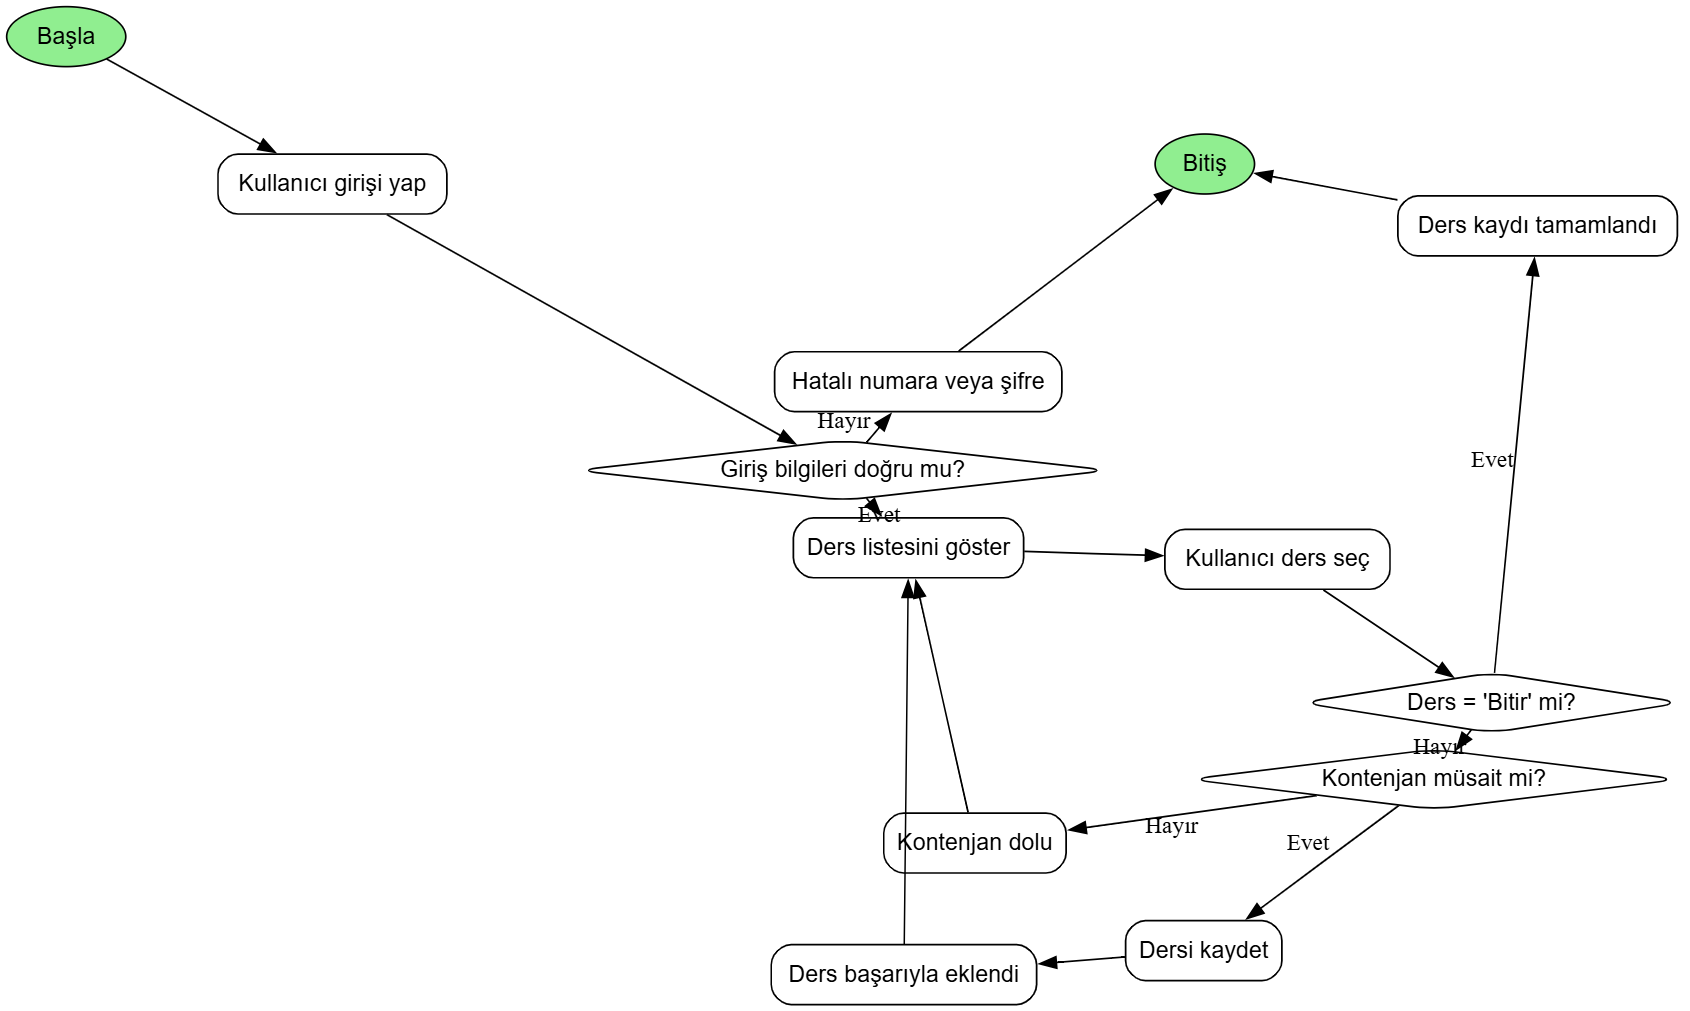 Başla
Kullanıcı girişi yap
Bitiş
Ders kaydı tamamlandı
Hatalı numara veya şifre
Hayır
Giriş bilgileri doğru mu?
Evet
Evet
Ders listesini göster
Kullanıcı ders seç
Ders = 'Bitir' mi?
Hayır
Kontenjan müsait mi?
Hayır
Evet
Kontenjan dolu
Dersi kaydet
Ders başarıyla eklendi